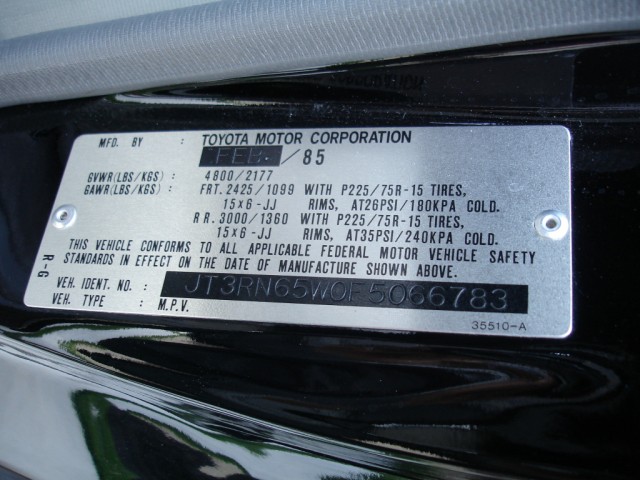 MFD. BY : TOYOTA MOTOR CORPORATION
FEB. /85
GVWR(LBS/KGS) : 4800/2177
GAWR(LBS/KGS) : FRT. 2425/1099 WITH P225/75R-15 TIRES,
15x6-JJ RIMS, AT26PSI/180KPA COLD.
RR. 3000/1360 WITH P225/75R-15 TIRES,
15x6-JJ RIMS, AT35PSI/240KPA COLD.
THIS VEHICLE CONFORMS TO ALL APPLICABLE FEDERAL MOTOR VEHICLE SAFETY
STANDARDS IN EFFECT ON THE DATE OF MANUFACTURE SHOWN ABOVE.
VEH. IDENT. NO. : JT3RN65W0F5066783
VEH. TYPE : M.P.V.
35510-A
R-G